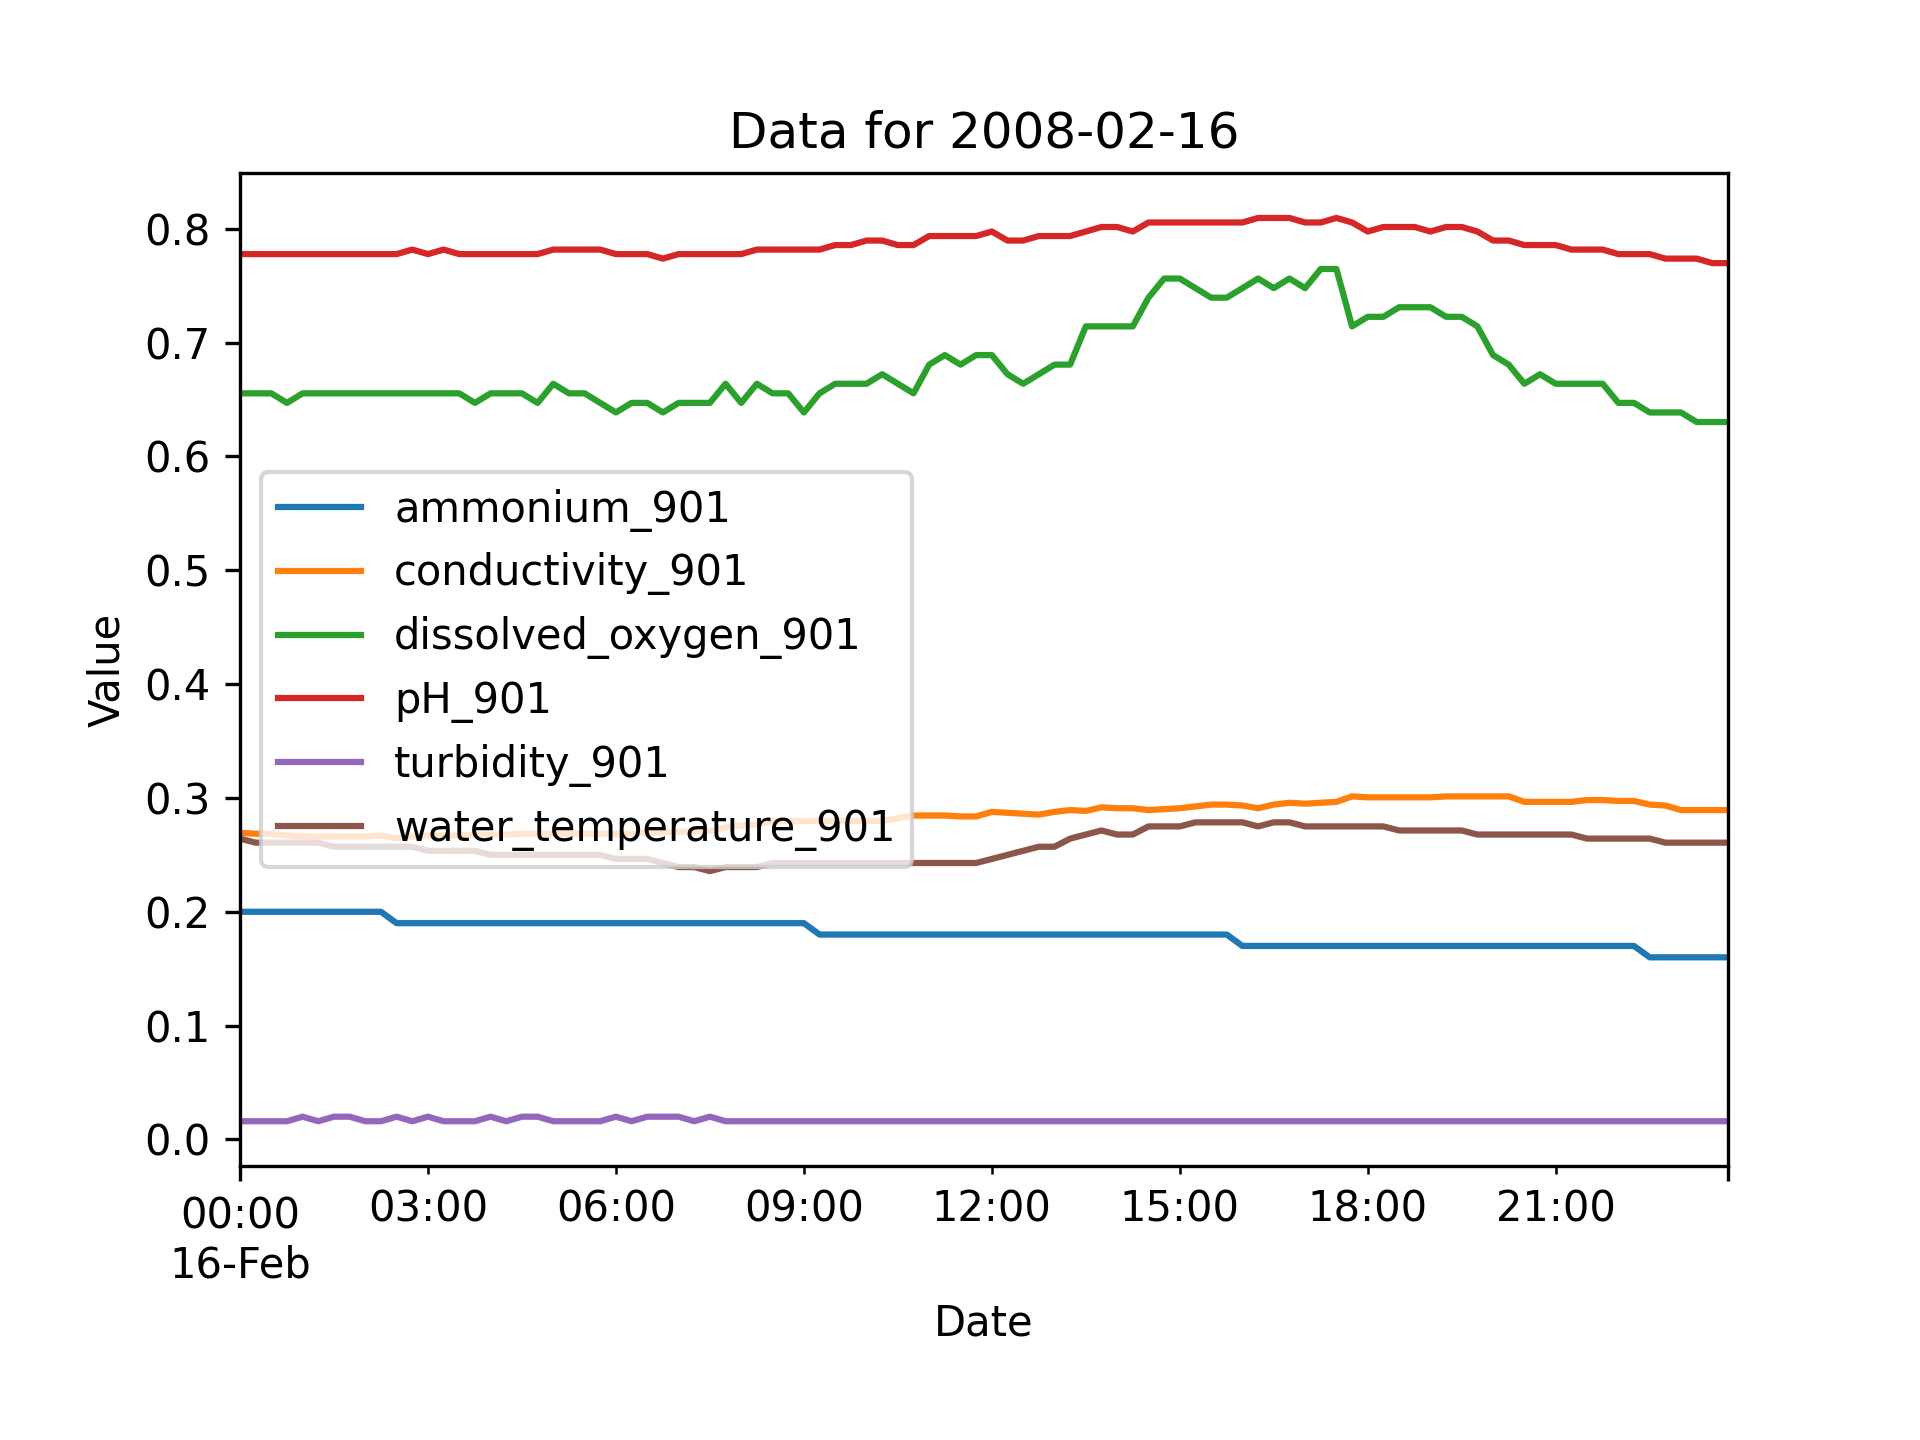 Data for 2008-02-16
Value
0.8
0.7
0.6
0.5
0.4
0.3
0.2
0.1
0.0
ammonium_901
conductivity_901
dissolved_oxygen_901
pH_901
turbidity_901
water_temperature_901
00:00 03:00 06:00 09:00 12:00 15:00 18:00 21:00
16-Feb
Date